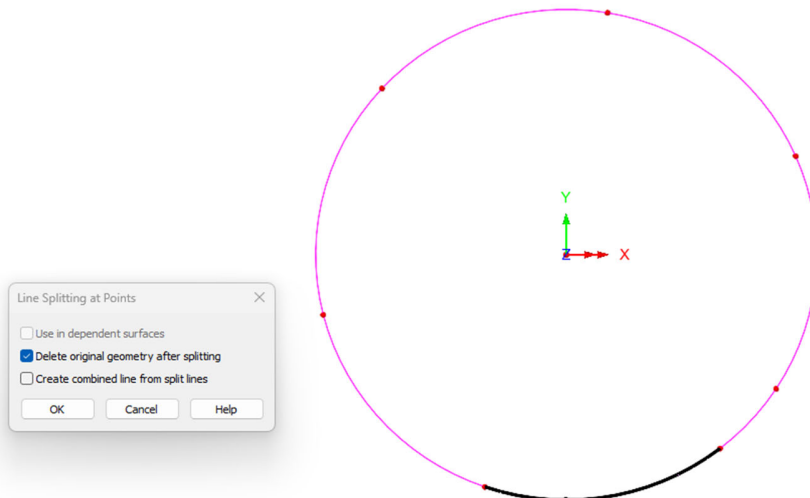 Y
Z
X
Line Splitting at Points
Use in dependent surfaces
Delete original geometry after splitting
Create combined line from split lines
OK
Cancel
Help